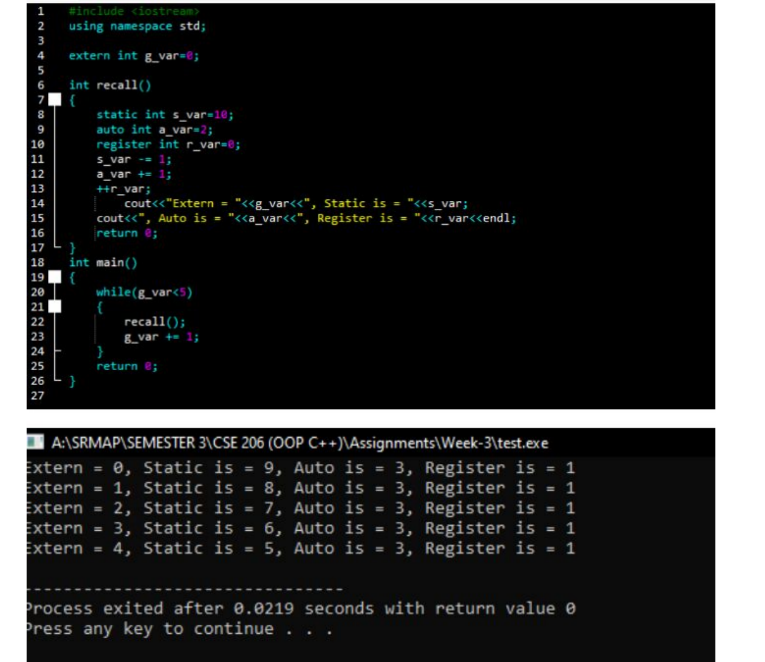 1 #include <iostream>
2 using namespace std;
3
4 extern int g_var=0;
5
6 int recall()
7 {
8 static int s_var=10;
9 auto int a_var=2;
10 register int r_var=0;
11 s_var -= 1;
12 a_var += 1;
13 ++r_var;
14 cout<<"Extern = "<<g_var<<", Static is = "<<s_var;
15 cout<<", Auto is = "<<a_var<<", Register is = "<<r_var<<endl;
16 return 0;
17 }
18 int main()
19 {
20 while(g_var<5)
21 {
22 recall();
23 g_var += 1;
24 }
25 return 0;
26 }
27
A:\SRMAP\SEMESTER 3\CSE 206 (OOP C++)\Assignments\Week-3\test.exe
Extern = 0, Static is = 9, Auto is = 3, Register is = 1
Extern = 1, Static is = 8, Auto is = 3, Register is = 1
Extern = 2, Static is = 7, Auto is = 3, Register is = 1
Extern = 3, Static is = 6, Auto is = 3, Register is = 1
Extern = 4, Static is = 5, Auto is = 3, Register is = 1
--------------------------------
Process exited after 0.0219 seconds with return value 0
Press any key to continue . . .